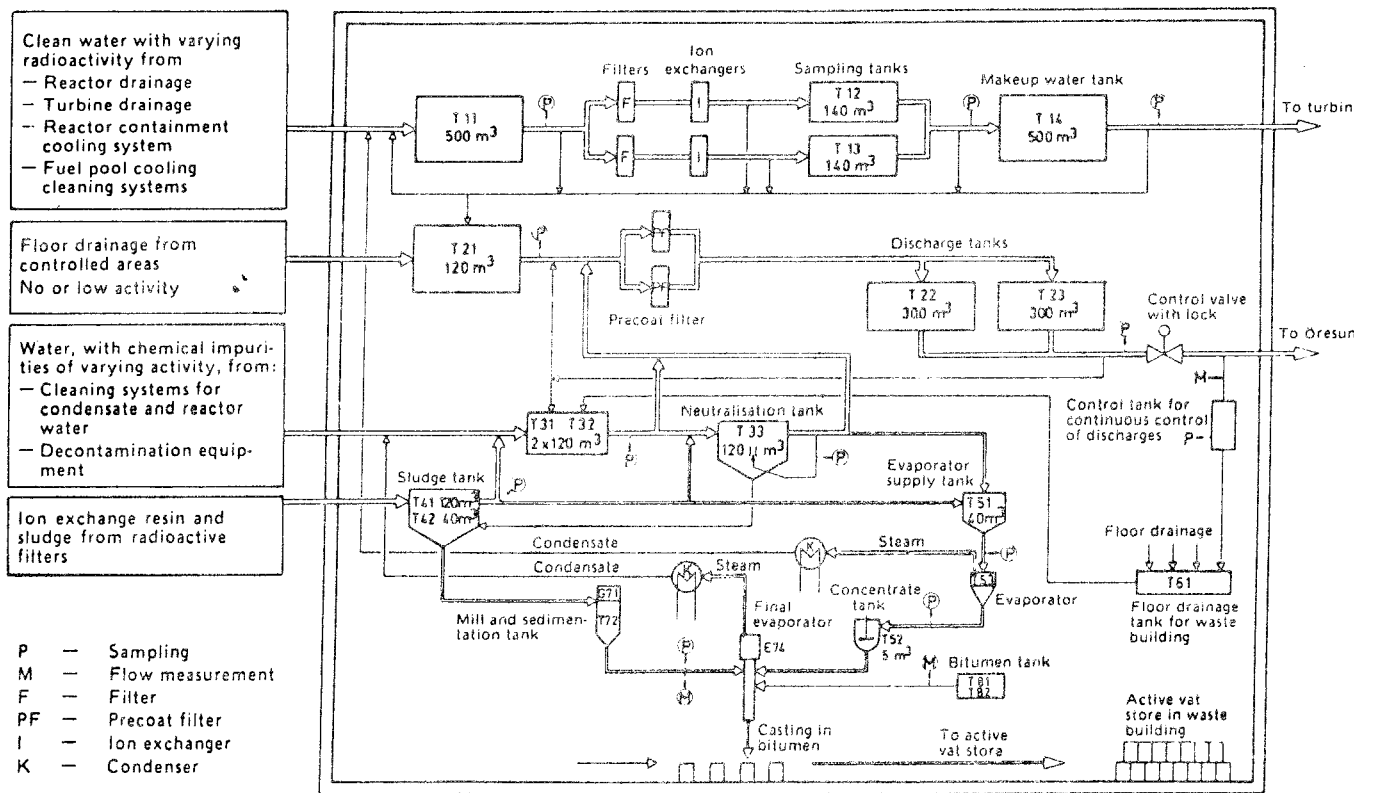 Clean water with varying
radioactivity from
— Reactor drainage
— Turbine drainage
— Reactor containment
cooling system
— Fuel pool cooling
cleaning systems
Floor drainage from
controlled areas
No or low activity
Water, with chemical impuri-
ties of varying activity, from:
— Cleaning systems for
condensate and reactor
water
— Decontamination equip-
ment
Ion exchange resin and
sludge from radioactive
filters
P — Sampling
M — Flow measurement
F — Filter
PF — Precoat filter
I — Ion exchanger
K — Condenser
Filters
Ion
exchangers
Sampling tanks
Makeup water tank
T 11
500 m³
P
F
I
T 12
140 m³
F
I
T 13
140 m³
P
T 14
500 m³
P
To turbin
T 21
120 m³
P
PF
PF
Precoat filter
Discharge tanks
T 22
300 m³
T 23
300 m³
P
Control valve
with lock
To Öresun
M
Control tank for
continuous control
of discharges
P
T31 T32
2 x 120 m³
P
Neutralisation tank
T 33
120 m³
P
Sludge tank
T41 120m³
T42 40m³
P
Evaporator
supply tank
T51
40m³
P
Condensate
K
Steam
Condensate
K
Steam
T53
Evaporator
Floor drainage
T61
Floor drainage
tank for waste
building
G71
T72
Mill and sedimen-
tation tank
P
M
Final
evaporator
E74
Concentrate
tank
P
T52
5 m³
M
Bitumen tank
T81
T82
Casting in
bitumen
To active
vat store
Active vat
store in waste
building